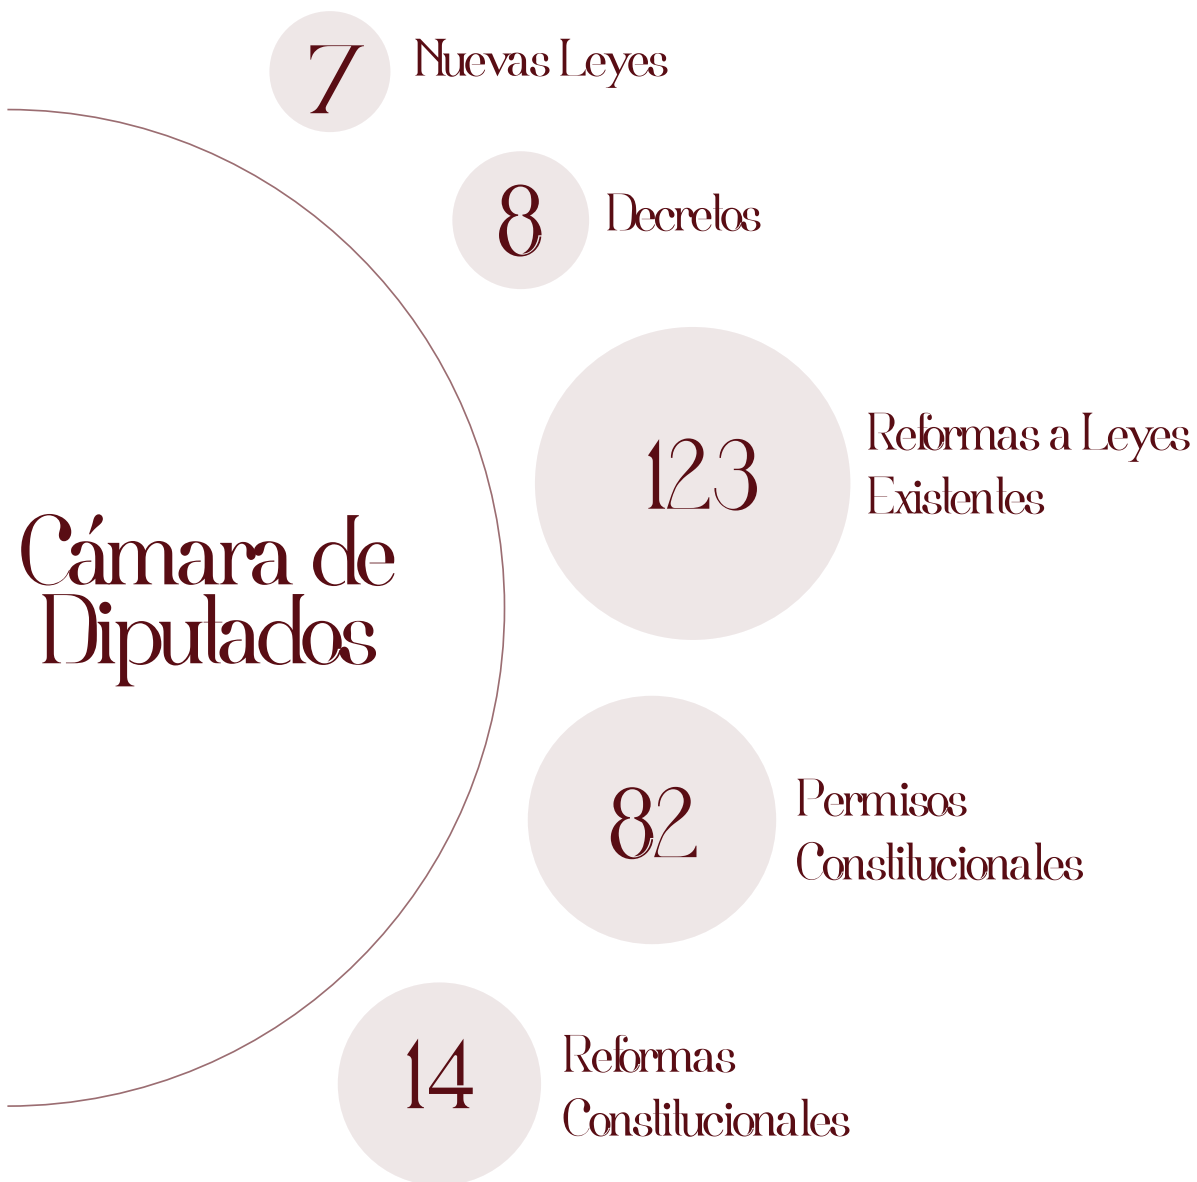 7
Nuevas Leyes
8
Decretos
123
Reformas a Leyes
Existentes
Cámara de
Diputados
82
Permisos
Constitucionales
14
Reformas
Constitucionales